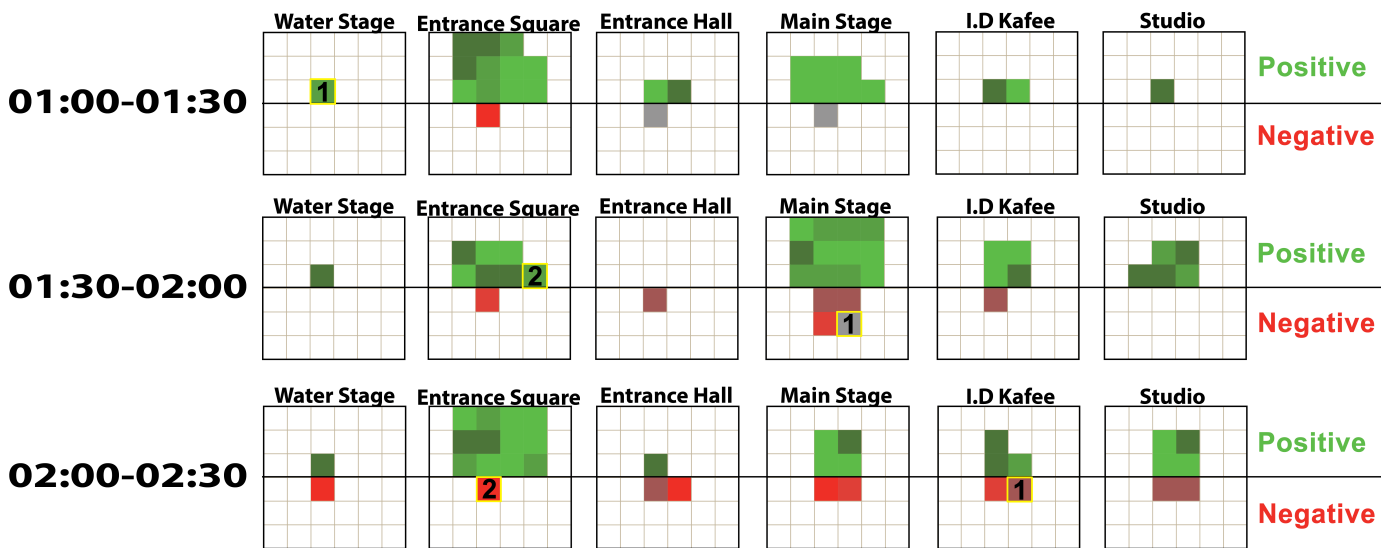 Water Stage Entrance Square Entrance Hall Main Stage I.D Kafee Studio
Positive
1
01:00-01:30
Negative
Water Stage Entrance Square Entrance Hall Main Stage I.D Kafee Studio
Positive
2
01:30-02:00
1
Negative
Water Stage Entrance Square Entrance Hall Main Stage I.D Kafee Studio
Positive
02:00-02:30
2 1
Negative